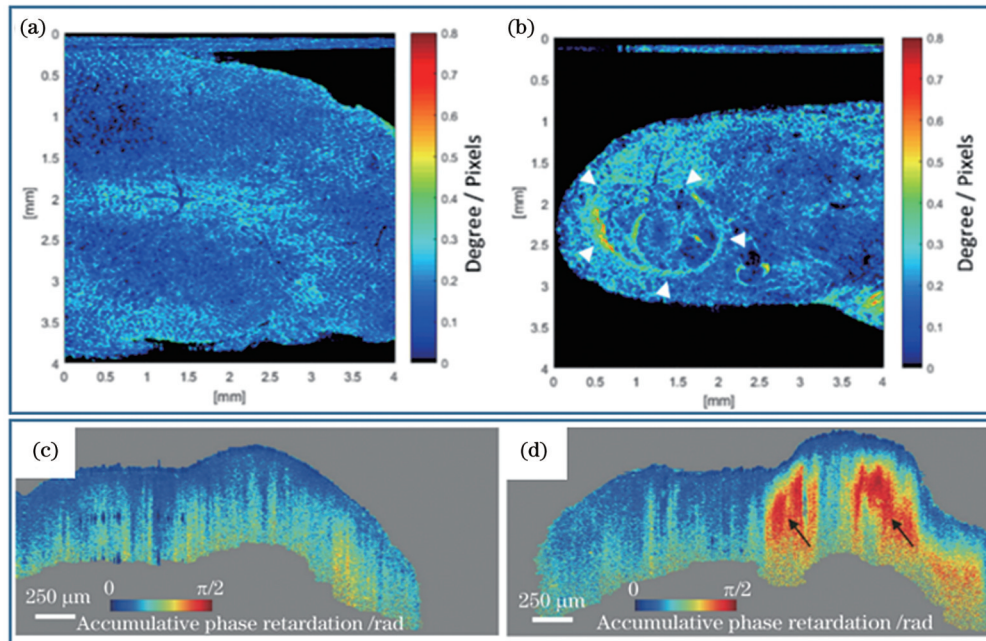 (a)
0
0.5
1
1.5
2
2.5
3
3.5
4
[mm]
0 0.5 1 1.5 2 2.5 3 3.5 4
[mm]
0.8
0.7
0.6
0.5
0.4
0.3
0.2
0.1
0
Degree / Pixels
(b)
0
0.5
1
1.5
2
2.5
3
3.5
4
[mm]
0 0.5 1 1.5 2 2.5 3 3.5 4
[mm]
0.8
0.7
0.6
0.5
0.4
0.3
0.2
0.1
0
Degree / Pixels
(c)
0 π/2
250 μm
Accumulative phase retardation /rad
(d)
0 π/2
250 μm
Accumulative phase retardation /rad